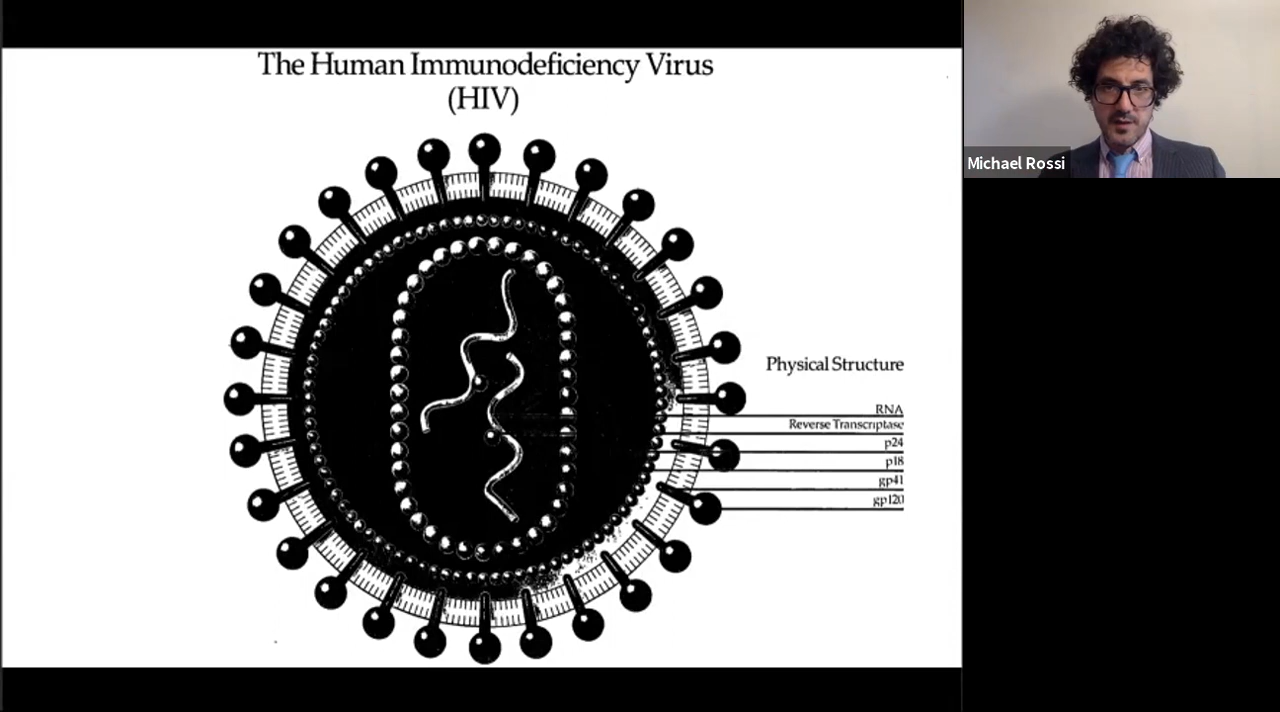 The Human Immunodeficiency Virus
(HIV)
Michael Rossi
Physical Structure
RNA
Reverse Transcriptase
p24
p18
gp41
gp120